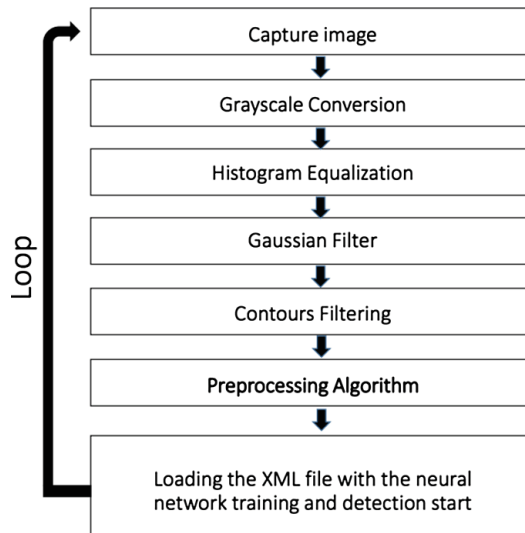 Capture image
Grayscale Conversion
Histogram Equalization
Gaussian Filter
Contours Filtering
Preprocessing Algorithm
Loading the XML file with the neural
network training and detection start
Loop